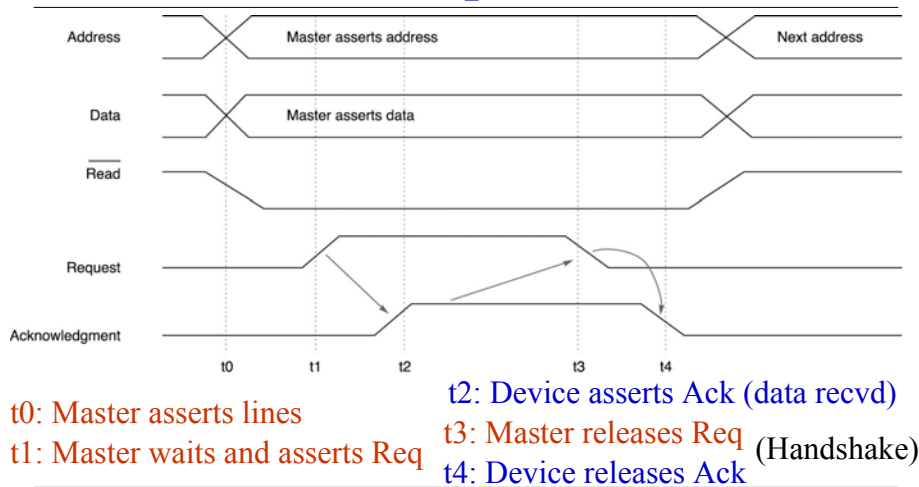 Address
Master asserts address
Next address
Data
Master asserts data
Read
Request
Acknowledgment
t0 t1 t2 t3 t4
t0: Master asserts lines
t1: Master waits and asserts Req
t2: Device asserts Ack (data recvd)
t3: Master releases Req (Handshake)
t4: Device releases Ack